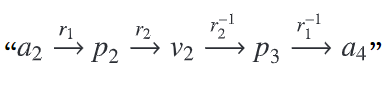 “a₂ —r₁→ p₂ —r₂→ v₂ —r₂⁻¹→ p₃ —r₁⁻¹→ a₄”